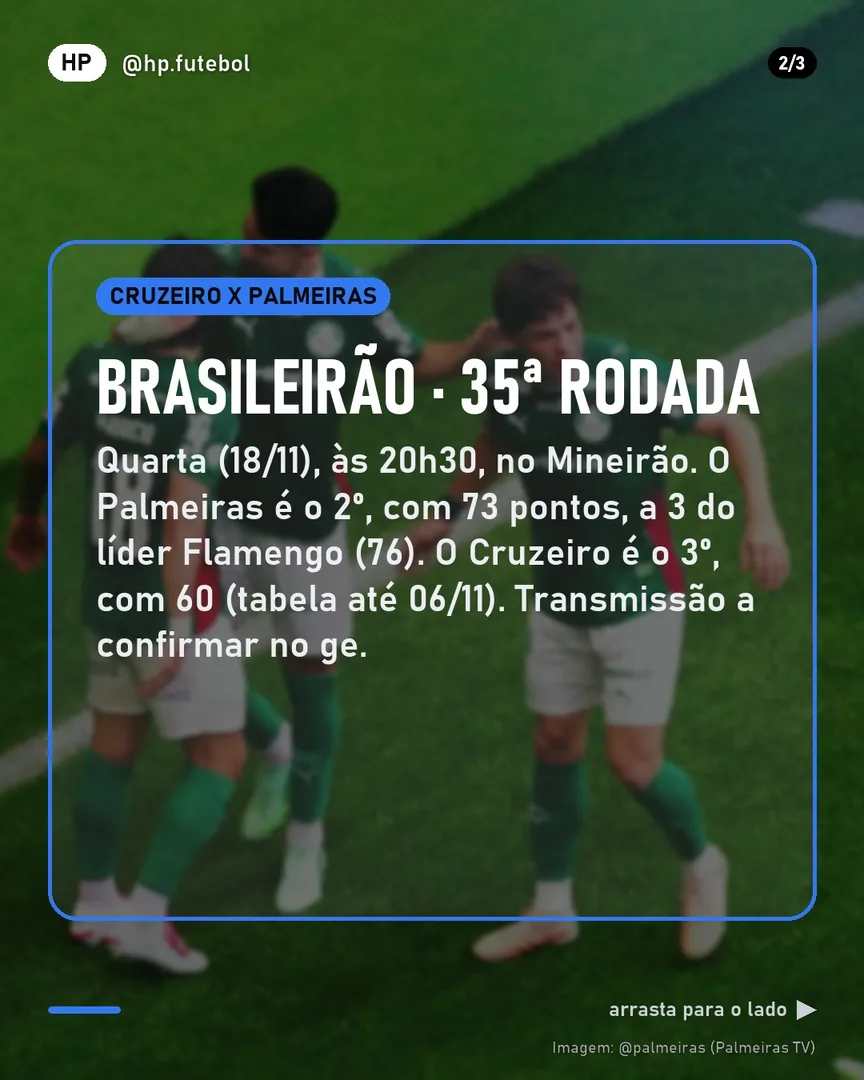 HP @hp.futebol
2/3
CRUZEIRO X PALMEIRAS
BRASILEIRÃO · 35ª RODADA
Quarta (18/11), às 20h30, no Mineirão. O
Palmeiras é o 2º, com 73 pontos, a 3 do
líder Flamengo (76). O Cruzeiro é o 3º,
com 60 (tabela até 06/11). Transmissão a
confirmar no ge.
arrasta para o lado ▶
Imagem: @palmeiras (Palmeiras TV)